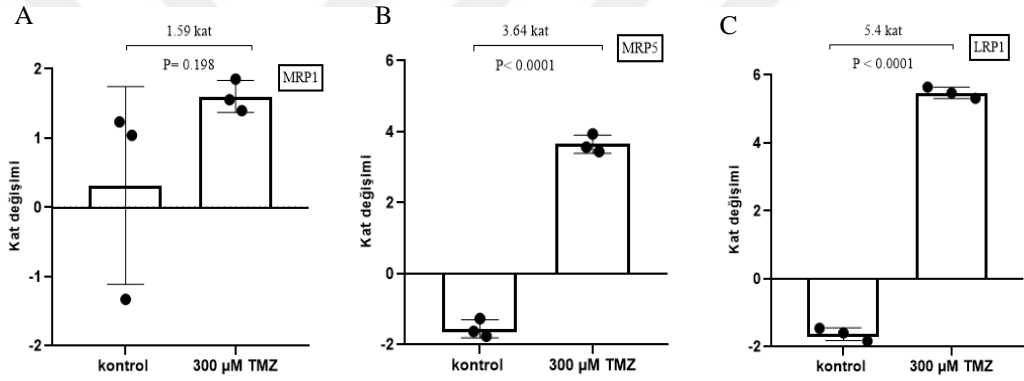 A
1.59 kat
P= 0.198
MRP1
Kat değişimi
2
1
0
-1
-2
kontrol
300 µM TMZ
B
3.64 kat
P< 0.0001
MRP5
Kat değişimi
6
4
2
0
-2
kontrol
300 µM TMZ
C
5.4 kat
P < 0.0001
LRP1
Kat değişimi
6
4
2
0
-2
kontrol
300 µM TMZ